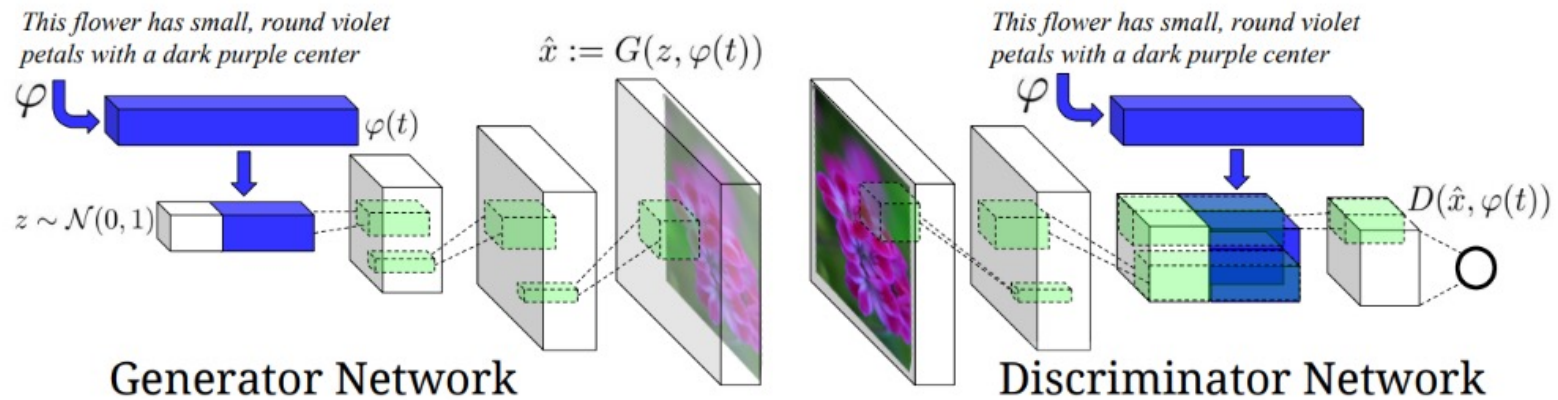 This flower has small, round violet
petals with a dark purple center
φ
φ(t)
z ∼ N(0, 1)
x̂ := G(z, φ(t))
Generator Network
This flower has small, round violet
petals with a dark purple center
φ
D(x̂, φ(t))
Discriminator Network